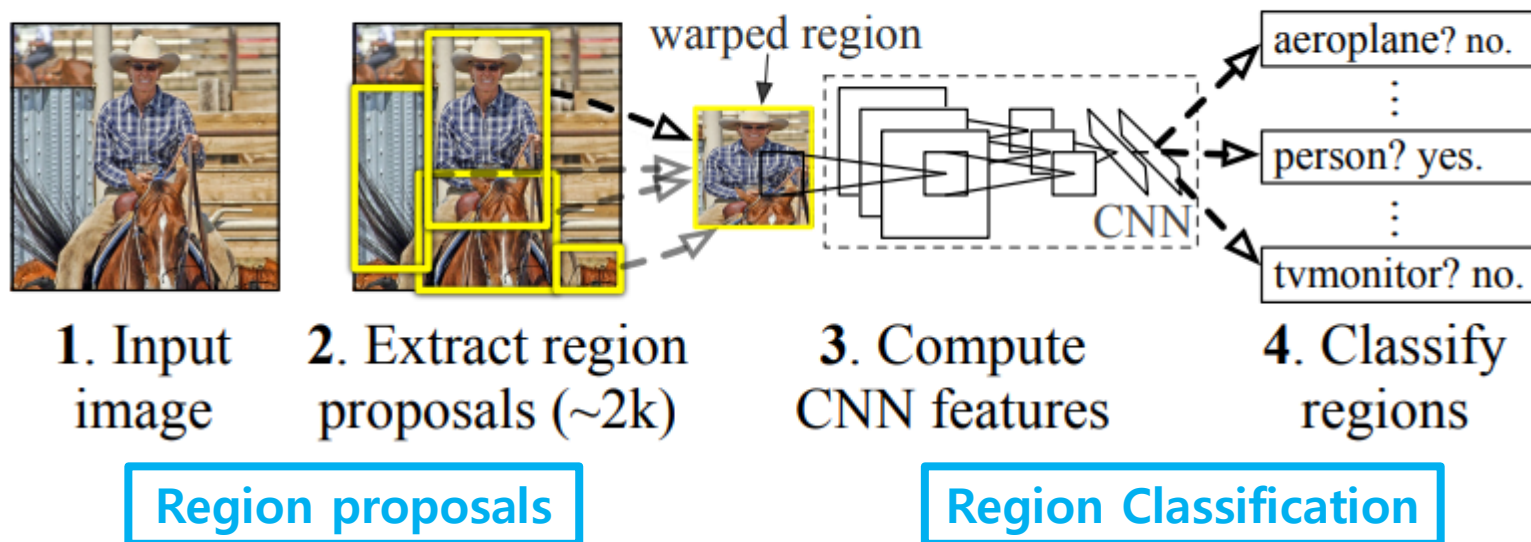 warped region
aeroplane? no.
⋮
person? yes.
⋮
tvmonitor? no.
CNN
1. Input
image
2. Extract region
proposals (~2k)
3. Compute
CNN features
4. Classify
regions
Region proposals
Region Classification